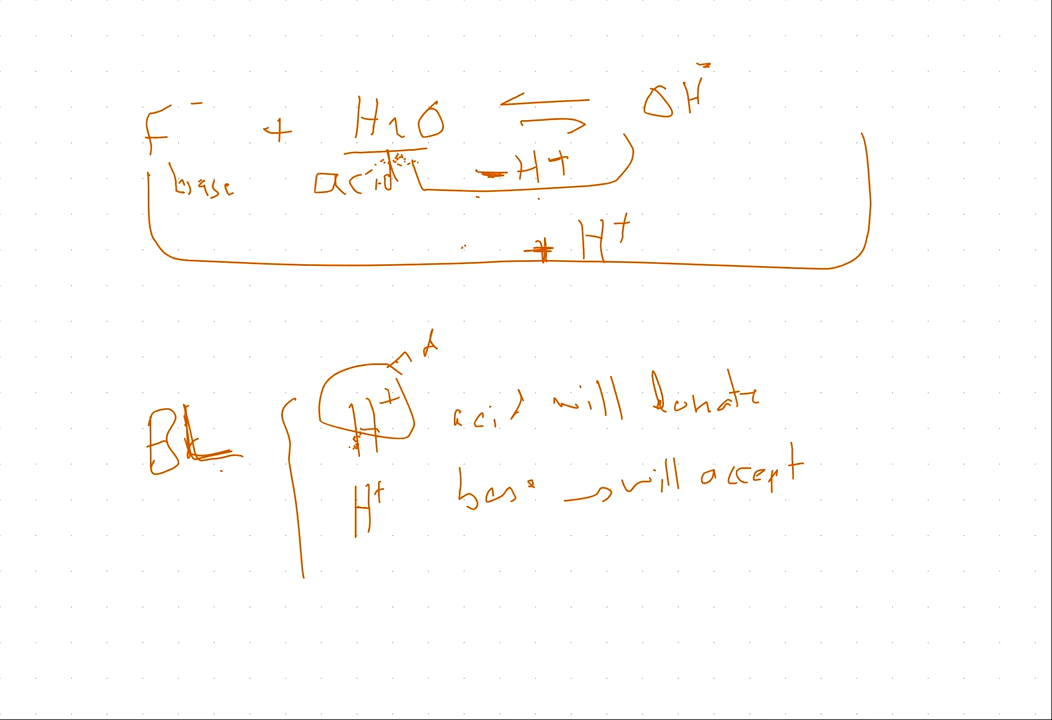 F⁻ + H₂O ⇌ OH⁻
base acid -H⁺
+ H⁺
BL
H⁺ acid will donate
H⁺ base → will accept